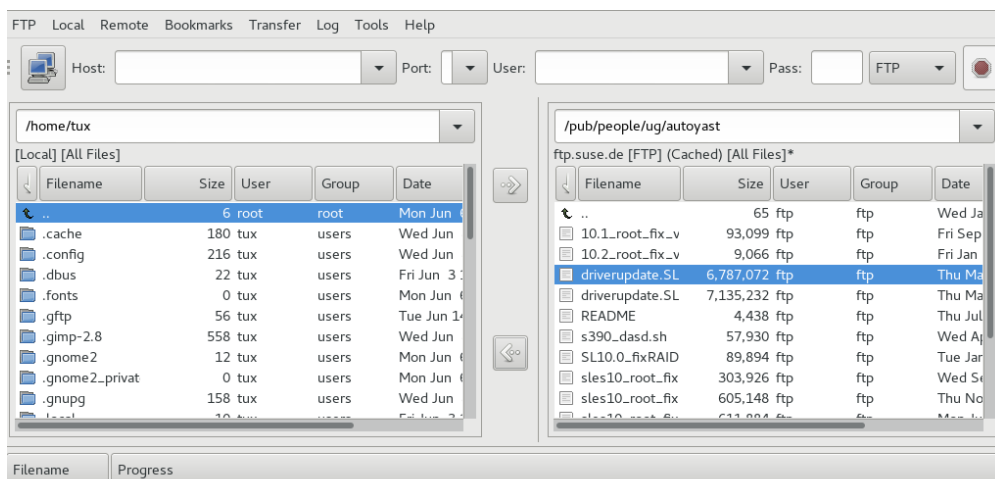 FTP Local Remote Bookmarks Transfer Log Tools Help
Host: Port: User: Pass: FTP
/home/tux
[Local] [All Files]
Filename Size User Group Date
.. 6 root root Mon Jun
.cache 180 tux users Wed Jun
.config 216 tux users Wed Jun
.dbus 22 tux users Fri Jun 3
.fonts 0 tux users Mon Jun
.gftp 56 tux users Tue Jun 14
.gimp-2.8 558 tux users Wed Jun
.gnome2 12 tux users Mon Jun
.gnome2_privat 0 tux users Mon Jun
.gnupg 158 tux users Wed Jun
/pub/people/ug/autoyast
ftp.suse.de [FTP] (Cached) [All Files]*
Filename Size User Group Date
.. 65 ftp ftp Wed Ja
10.1_root_fix_v 93,099 ftp ftp Fri Sep
10.2_root_fix_v 9,066 ftp ftp Fri Jan
driverupdate.SL 6,787,072 ftp ftp Thu Ma
driverupdate.SL 7,135,232 ftp ftp Thu Ma
README 4,438 ftp ftp Thu Jul
s390_dasd.sh 57,930 ftp ftp Wed
SL10.0_fixRAID 89,894 ftp ftp Tue Jan
sles10_root_fix 303,926 ftp ftp Wed Se
sles10_root_fix 605,148 ftp ftp Thu No
Filename Progress